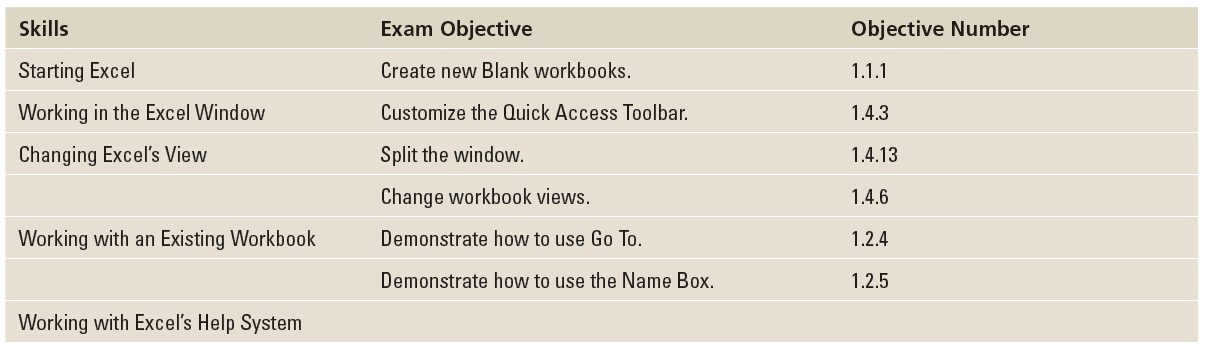 Skills Exam Objective Objective Number
Starting Excel Create new Blank workbooks. 1.1.1
Working in the Excel Window Customize the Quick Access Toolbar. 1.4.3
Changing Excel's View Split the window. 1.4.13
Change workbook views. 1.4.6
Working with an Existing Workbook Demonstrate how to use Go To. 1.2.4
Demonstrate how to use the Name Box. 1.2.5
Working with Excel's Help System